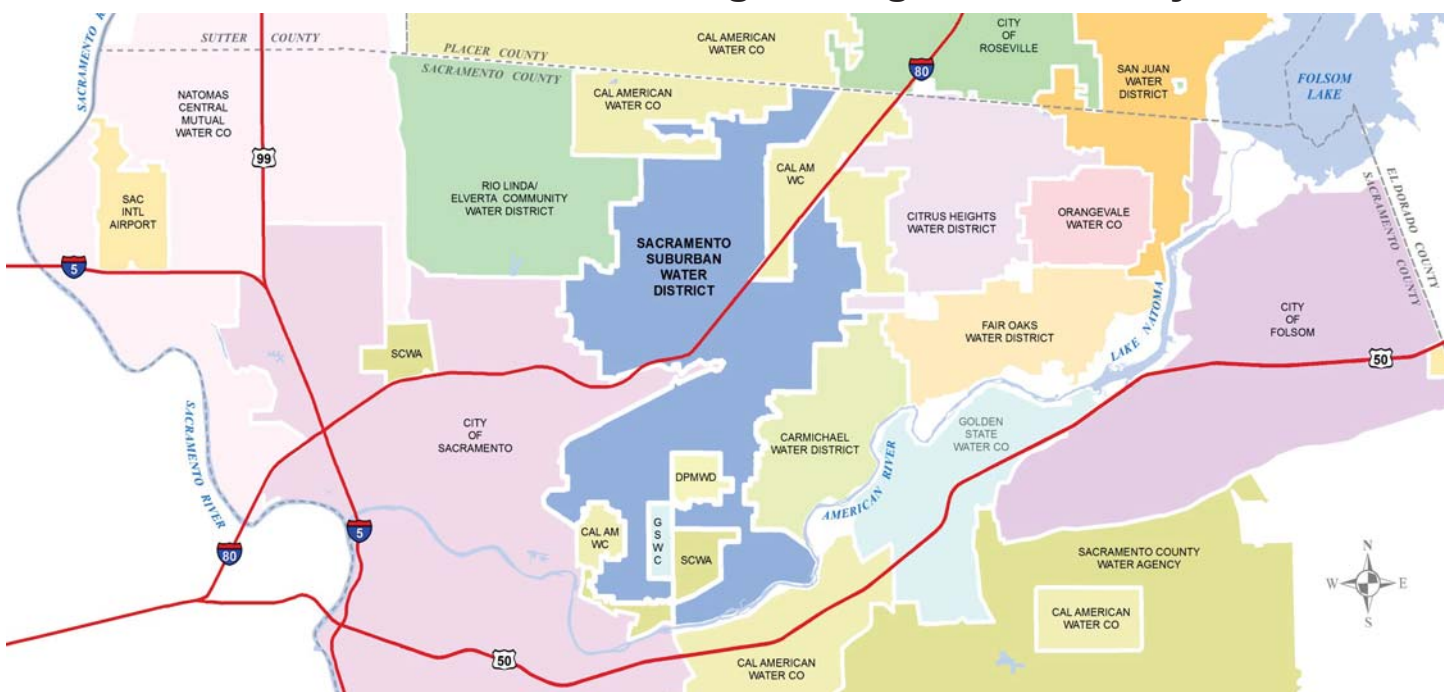 SUTTER COUNTY
PLACER COUNTY
SACRAMENTO COUNTY
SACRAMENTO
CAL AMERICAN
WATER CO
CITY
OF
ROSEVILLE
80
SAN JUAN
WATER
DISTRICT
FOLSOM
LAKE
NATOMAS
CENTRAL
MUTUAL
WATER CO
CAL AMERICAN
WATER CO
99
SAC
INTL
AIRPORT
RIO LINDA/
ELVERTA COMMUNITY
WATER DISTRICT
CAL AM
WC
CITRUS HEIGHTS
WATER DISTRICT
ORANGEVALE
WATER CO
EL DORADO COUNTY
SACRAMENTO COUNTY
SACRAMENTO
SUBURBAN
WATER
DISTRICT
5
CITY
OF
FOLSOM
FAIR OAKS
WATER DISTRICT
LAKE NATOMA
SCWA
50
SACRAMENTO RIVER
CITY
OF
SACRAMENTO
CARMICHAEL
WATER DISTRICT
GOLDEN
STATE
WATER CO
DPMWD
AMERICAN RIVER
CAL AM
WC
G
S
W
C
SCWA
5
80
SACRAMENTO COUNTY
WATER AGENCY
N
W E
S
CAL AMERICAN
WATER CO
50
CAL AMERICAN
WATER CO